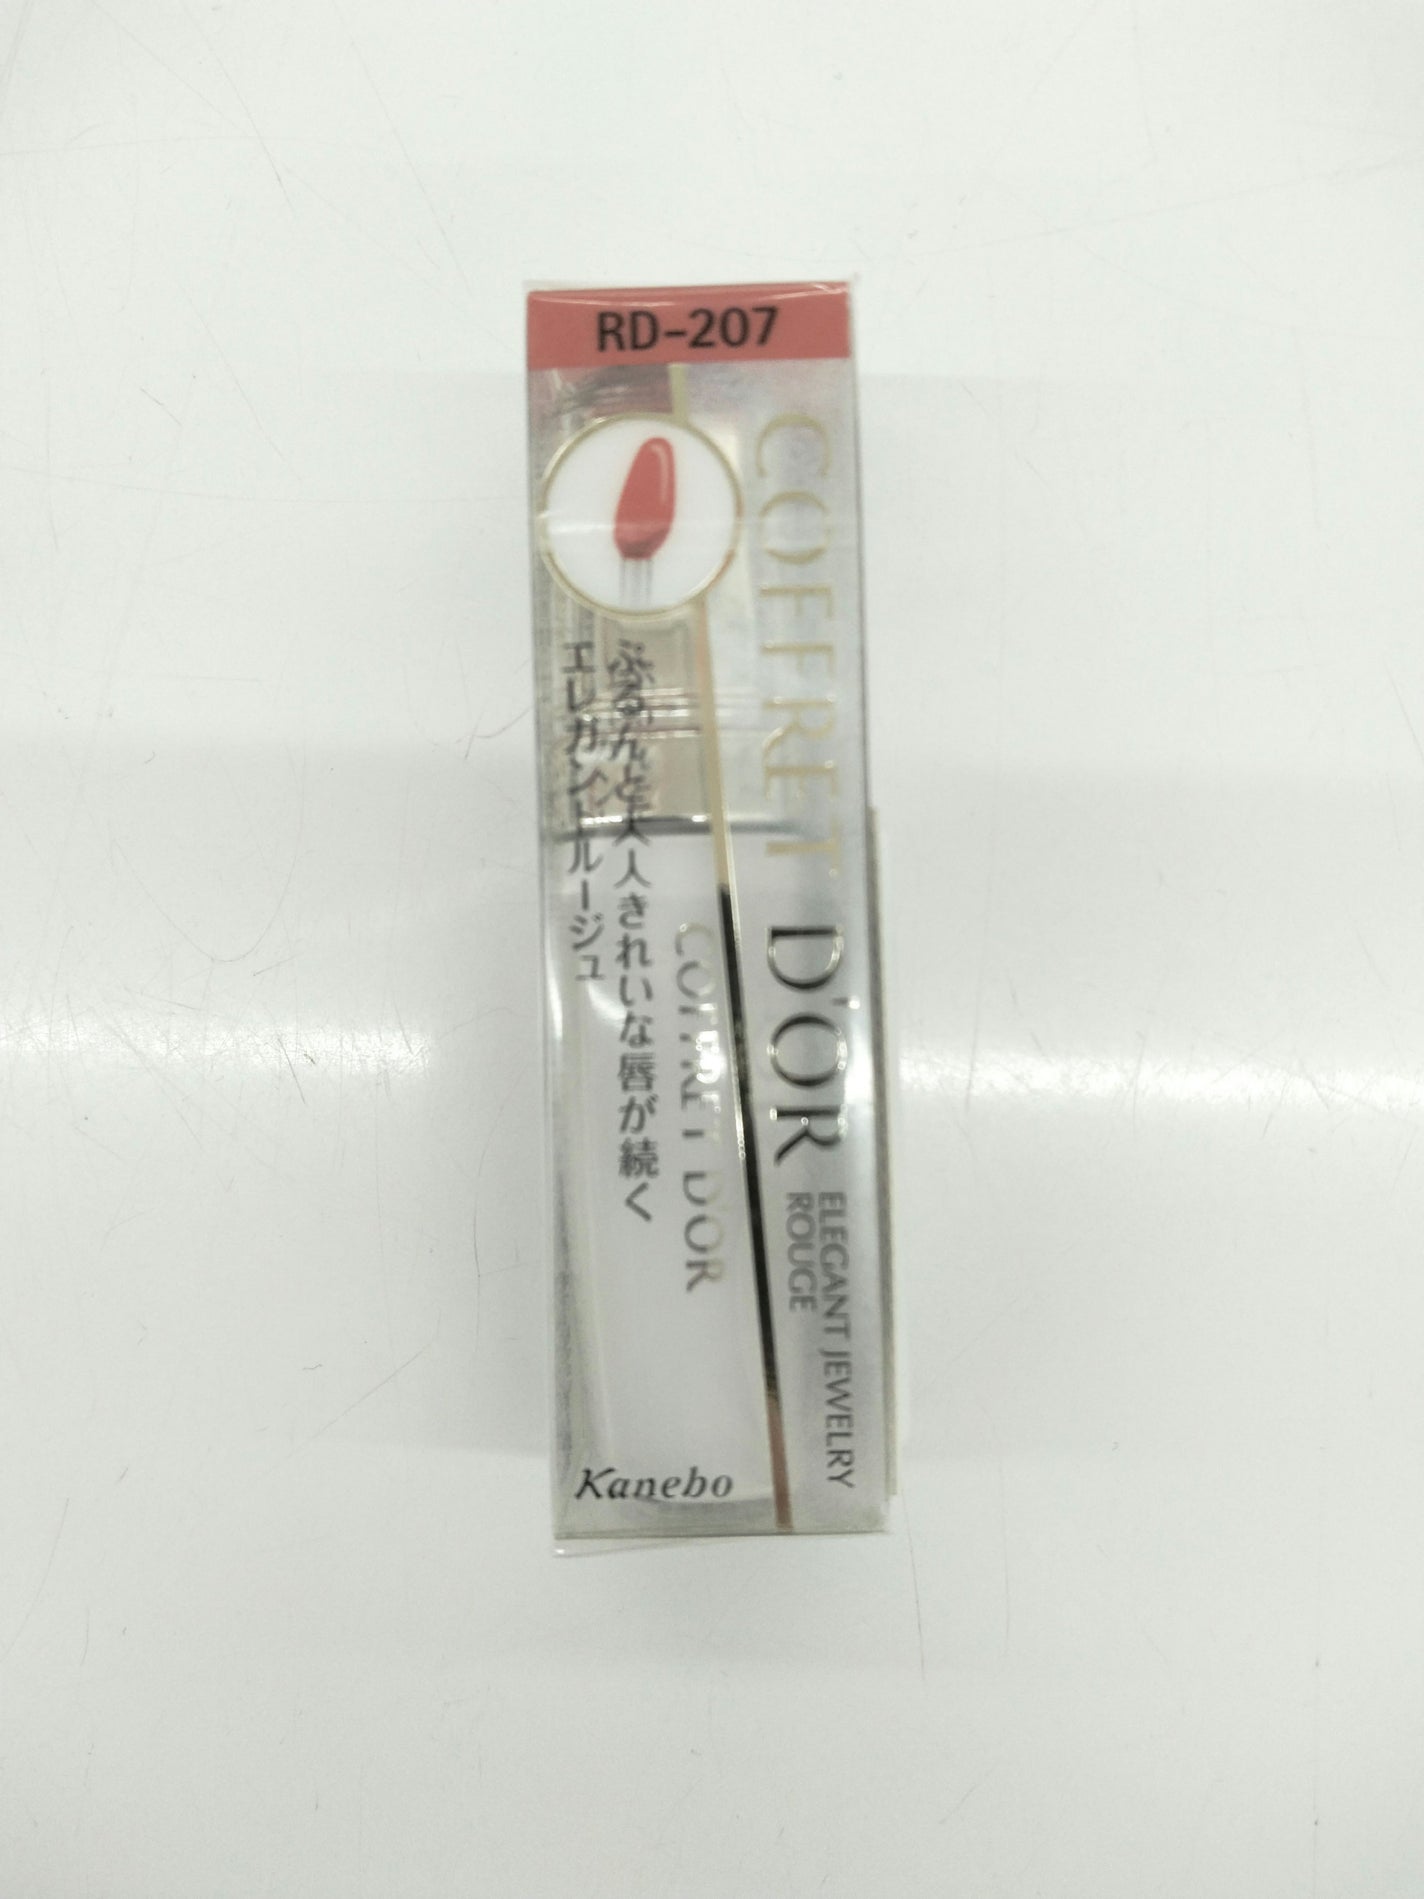 RD-207
COFFRET D'OR
ELEGANT JEWELRY
ROUGE
ぷるんと大人きれいな唇が続く
エレガントルージュ
COFFRET D'OR
Kanebo